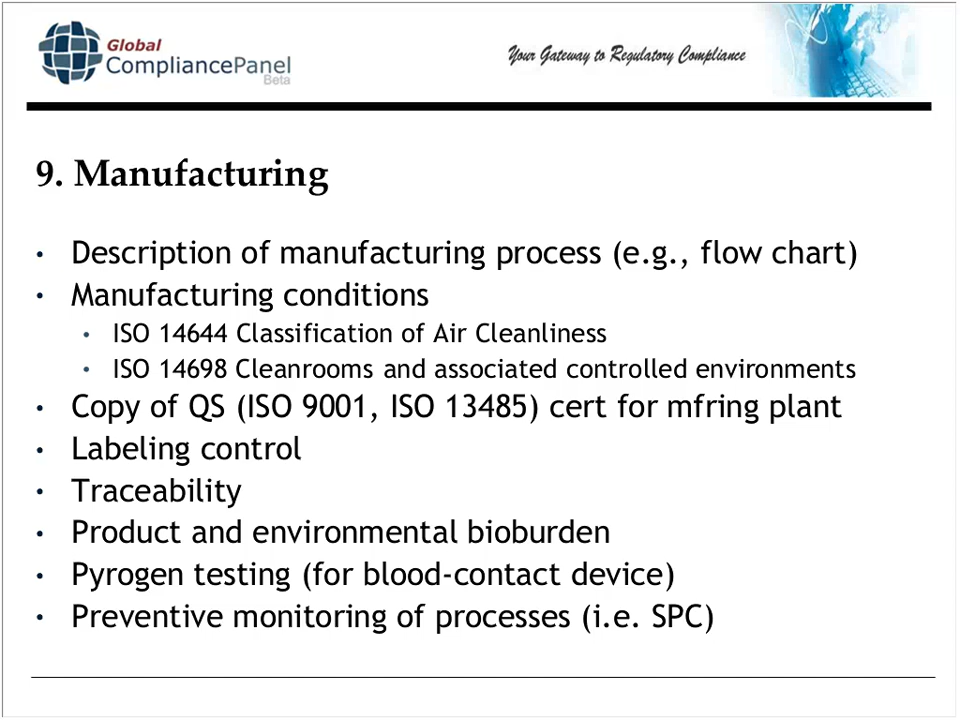 Global
CompliancePanel
Beta
Your Gateway to Regulatory Compliance
9. Manufacturing
• Description of manufacturing process (e.g., flow chart)
• Manufacturing conditions
• ISO 14644 Classification of Air Cleanliness
• ISO 14698 Cleanrooms and associated controlled environments
• Copy of QS (ISO 9001, ISO 13485) cert for mfring plant
• Labeling control
• Traceability
• Product and environmental bioburden
• Pyrogen testing (for blood-contact device)
• Preventive monitoring of processes (i.e. SPC)